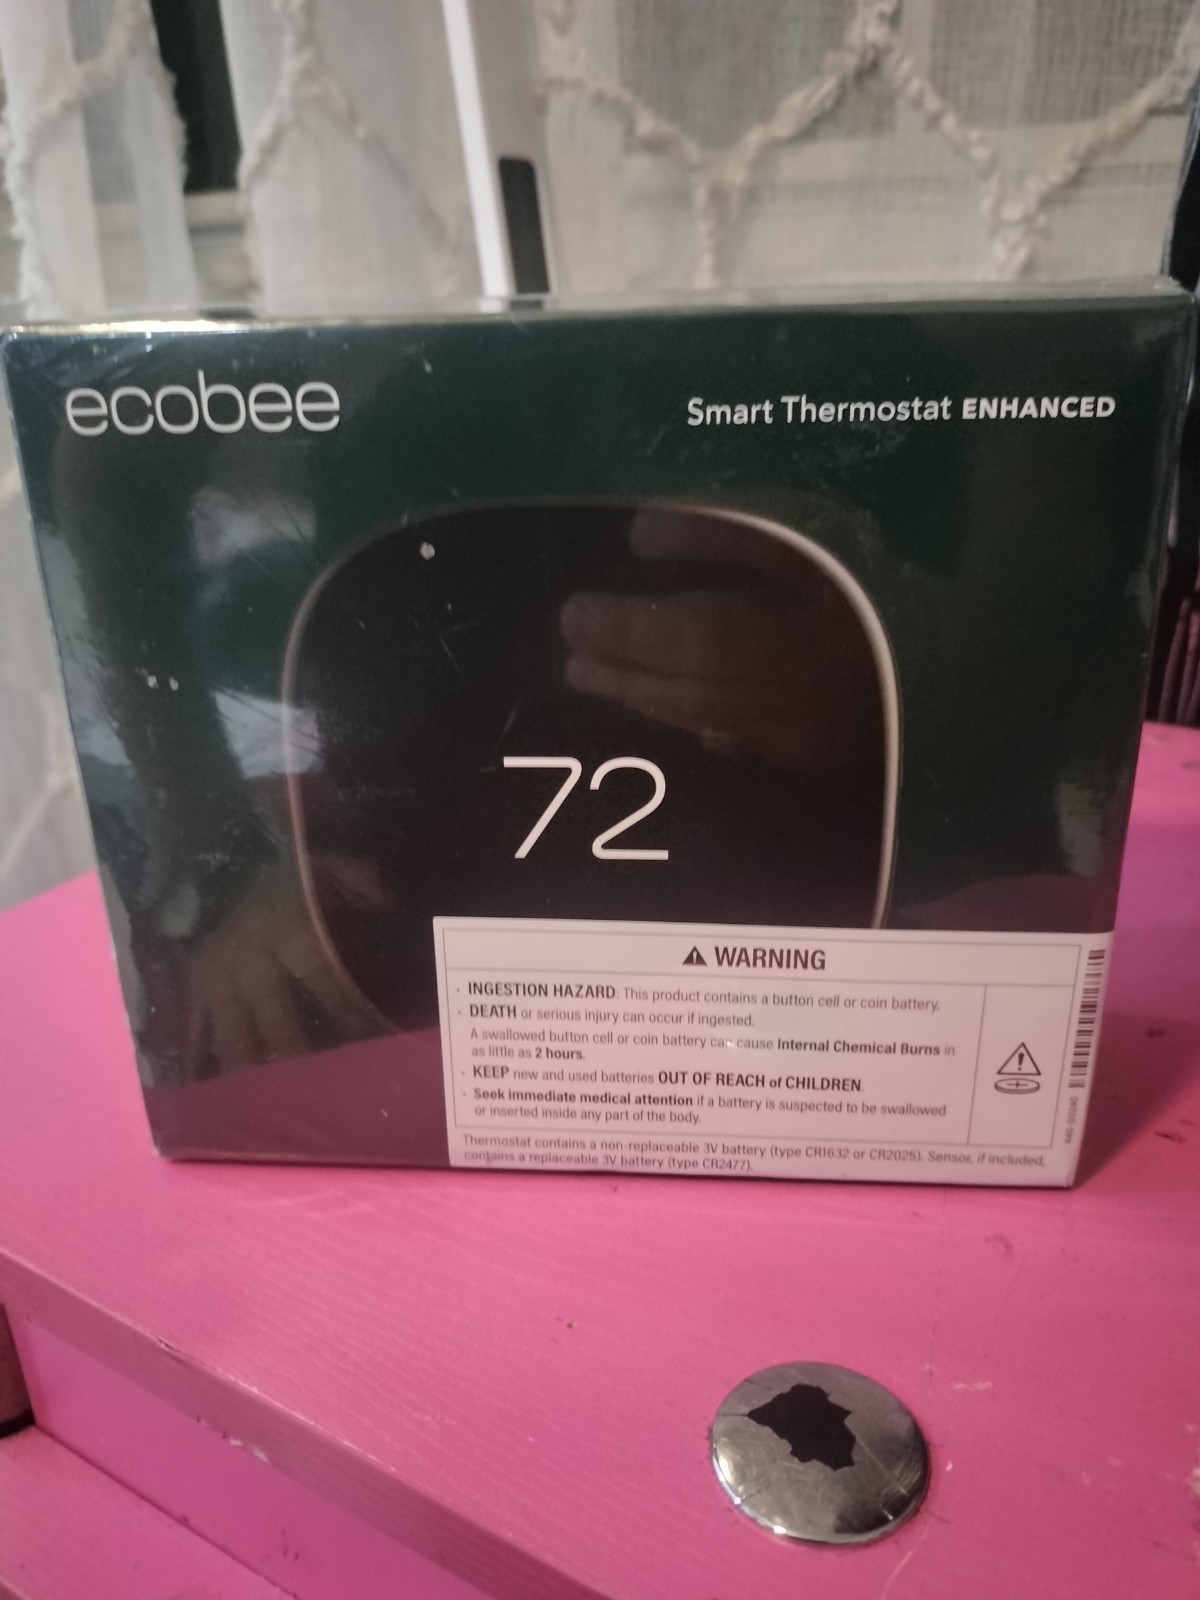 ecobee
Smart Thermostat ENHANCED
72
WARNING
· INGESTION HAZARD: This product contains a button cell or coin battery.
· DEATH or serious injury can occur if ingested.
A swallowed button cell or coin battery can cause Internal Chemical Burns in
as little as 2 hours.
· KEEP new and used batteries OUT OF REACH of CHILDREN.
· Seek immediate medical attention if a battery is suspected to be swallowed
or inserted inside any part of the body.
Thermostat contains a non-replaceable 3V battery (type CR1632 or CR2025). Sensor, if included,
contains a replaceable 3V battery (type CR2477).
440-00240